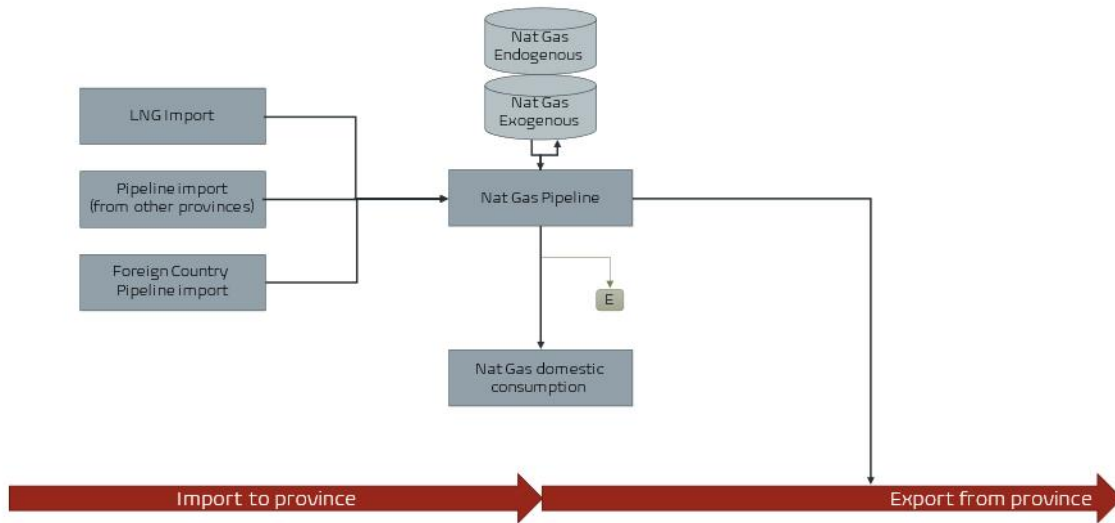 Nat Gas
Endogenous
Nat Gas
Exogenous
LNG Import
Pipeline import
(from other provinces)
Nat Gas Pipeline
Foreign Country
Pipeline import
E
Nat Gas domestic
consumption
Import to province
Export from province